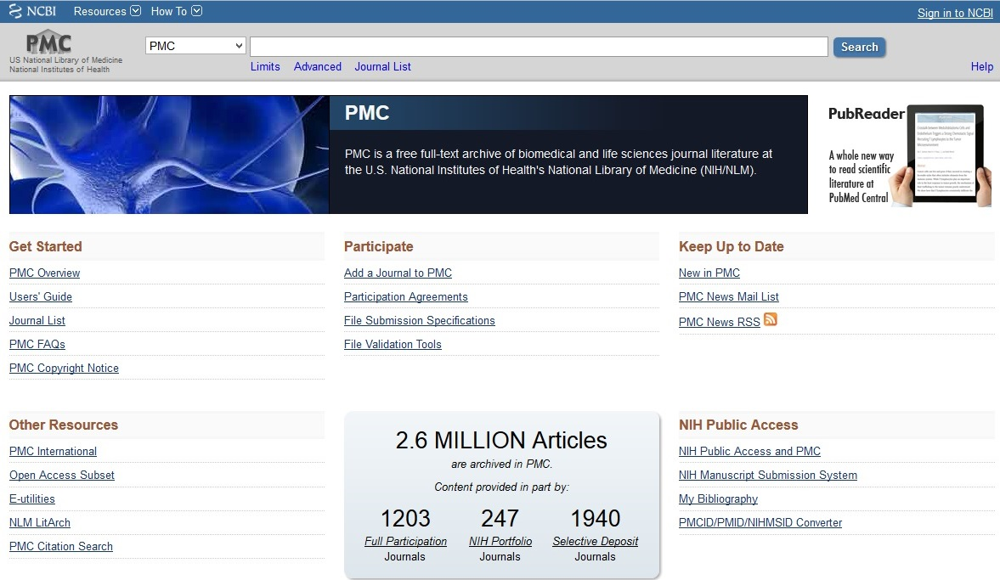 NCBI Resources How To Sign in to NCBI
PMC
US National Library of Medicine
National Institutes of Health
PMC Search
Limits Advanced Journal List Help
PMC
PMC is a free full-text archive of biomedical and life sciences journal literature at
the U.S. National Institutes of Health's National Library of Medicine (NIH/NLM).
PubReader
A whole new way
to read scientific
literature at
PubMed Central
Get Started
PMC Overview
Users' Guide
Journal List
PMC FAQs
PMC Copyright Notice
Participate
Add a Journal to PMC
Participation Agreements
File Submission Specifications
File Validation Tools
Keep Up to Date
New in PMC
PMC News Mail List
PMC News RSS
Other Resources
PMC International
Open Access Subset
E-utilities
NLM LitArch
PMC Citation Search
2.6 MILLION Articles
are archived in PMC.
Content provided in part by:
1203 247 1940
Full Participation NIH Portfolio Selective Deposit
Journals Journals Journals
NIH Public Access
NIH Public Access and PMC
NIH Manuscript Submission System
My Bibliography
PMCID/PMID/NIHMSID Converter